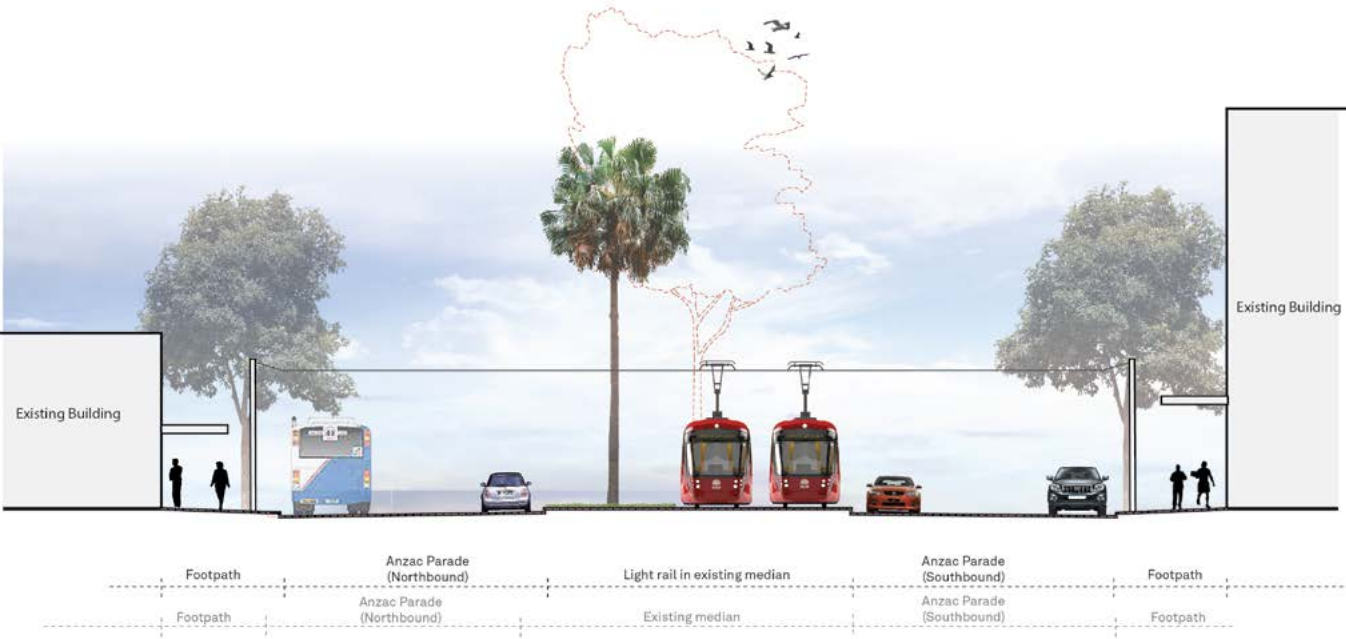 Existing Building
Existing Building
Footpath
Anzac Parade
(Northbound)
Light rail in existing median
Anzac Parade
(Southbound)
Footpath
Footpath
Anzac Parade
(Northbound)
Existing median
Anzac Parade
(Southbound)
Footpath